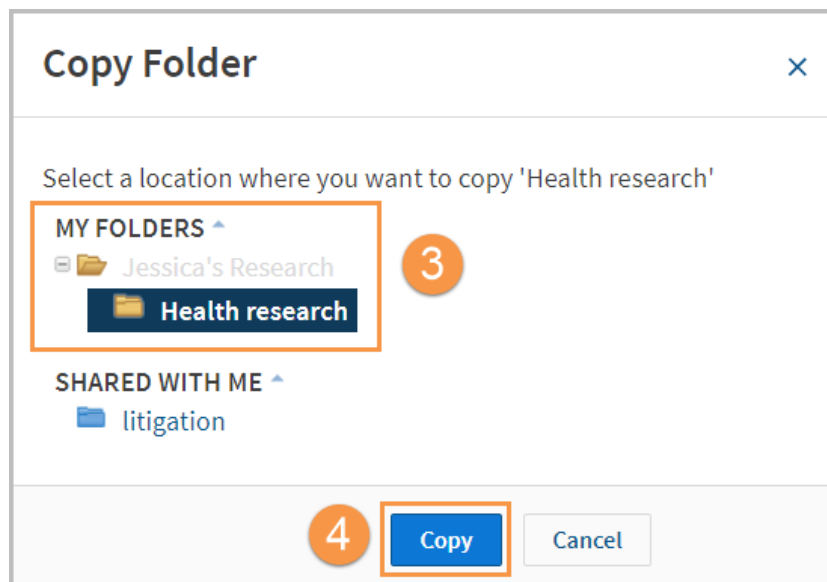 Copy Folder
Select a location where you want to copy 'Health research'
MY FOLDERS
Jessica's Research
3
Health research
SHARED WITH ME
litigation
4 Copy Cancel